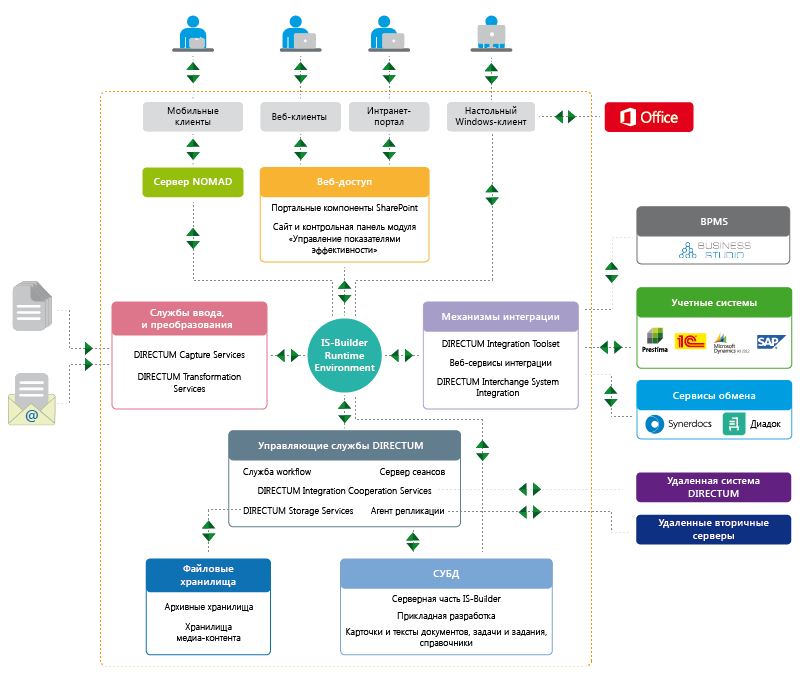 Мобильные
клиенты
Веб-клиенты
Интранет-
портал
Настольный
Windows-клиент
Office
Сервер NOMAD
Веб-доступ
Портальные компоненты SharePoint
Сайт и контрольная панель модуля
«Управление показателями
эффективности»
BPMS
BUSINESS
STUDIO
Службы ввода,
и преобразования
DIRECTUM Capture Services
DIRECTUM Transformation
Services
IS-Builder
Runtime
Environment
Механизмы интеграции
DIRECTUM Integration Toolset
Веб-сервисы интеграции
DIRECTUM Interchange System
Integration
Учетные системы
Prestima
1С
Microsoft
Dynamics AX 2012
SAP
Сервисы обмена
Synerdocs
Диадок
@
Управляющие службы DIRECTUM
Служба workflow
Сервер сеансов
DIRECTUM Integration Cooperation Services
DIRECTUM Storage Services
Агент репликации
Удаленная система
DIRECTUM
Удаленные вторичные
серверы
Файловые
хранилища
Архивные хранилища
Хранилища
медиа-контента
СУБД
Серверная часть IS-Builder
Прикладная разработка
Карточки и тексты документов, задачи и задания,
справочники